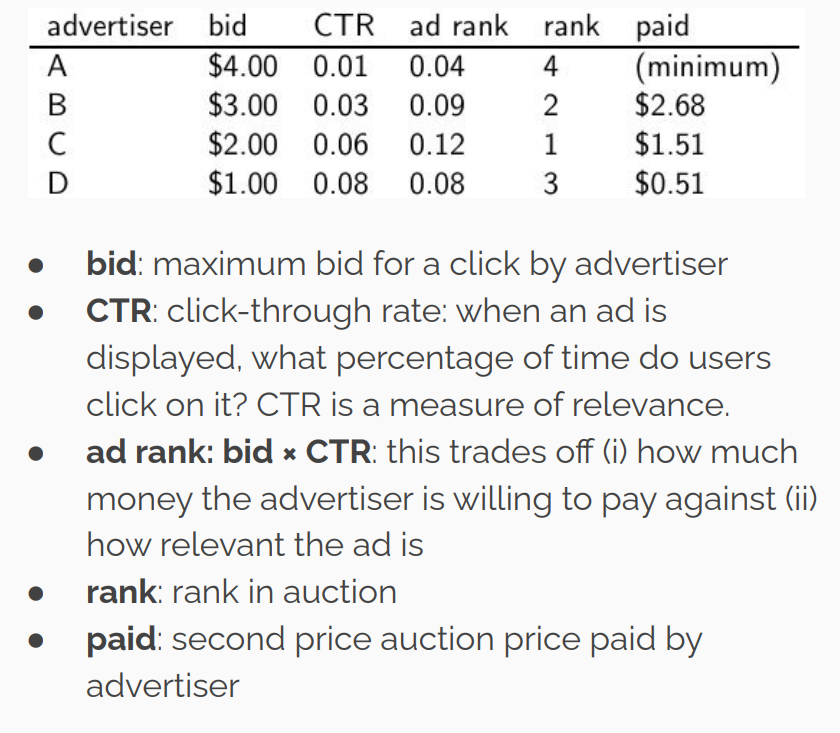 advertiser bid CTR ad rank rank paid
A $4.00 0.01 0.04 4 (minimum)
B $3.00 0.03 0.09 2 $2.68
C $2.00 0.06 0.12 1 $1.51
D $1.00 0.08 0.08 3 $0.51
● bid: maximum bid for a click by advertiser
● CTR: click-through rate: when an ad is
displayed, what percentage of time do users
click on it? CTR is a measure of relevance.
● ad rank: bid × CTR: this trades off (i) how much
money the advertiser is willing to pay against (ii)
how relevant the ad is
● rank: rank in auction
● paid: second price auction price paid by
advertiser